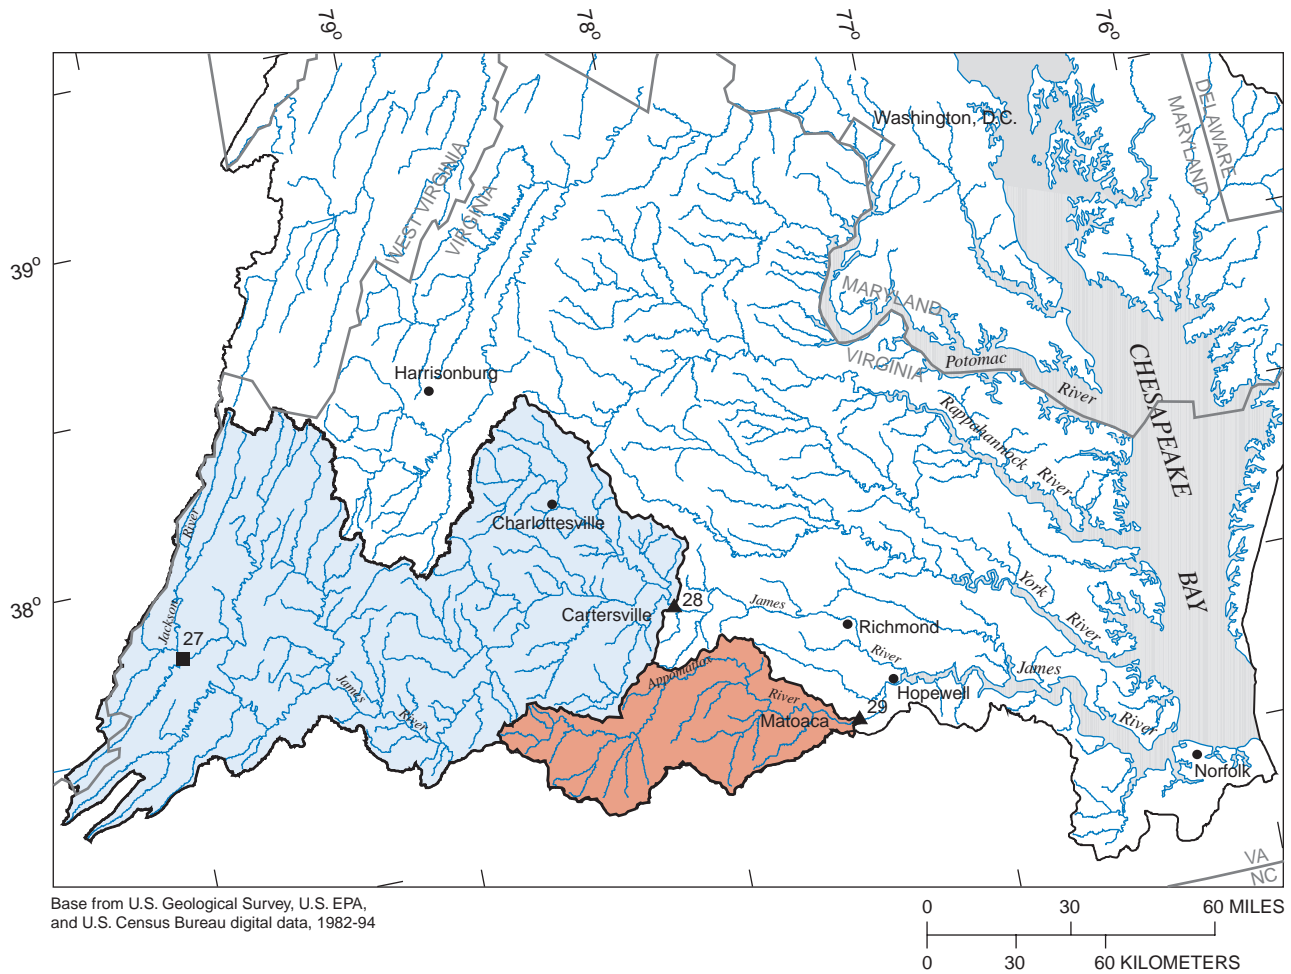 79°
78°
77°
76°
Washington, D.C.
DELAWARE
MARYLAND
WEST VIRGINIA
VIRGINIA
39°
MARYLAND
VIRGINIA
Potomac
River
CHESAPEAKE
BAY
Harrisonburg
Rappahannock
River
Charlottesville
River
Jackson
38°
27
Cartersville
28
James
River
Richmond
York
River
James
River
Hopewell
James
River
Appomattox
River
Matoaca
29
Norfolk
VA
NC
Base from U.S. Geological Survey, U.S. EPA,
and U.S. Census Bureau digital data, 1982-94
0 30 60 MILES
0 30 60 KILOMETERS